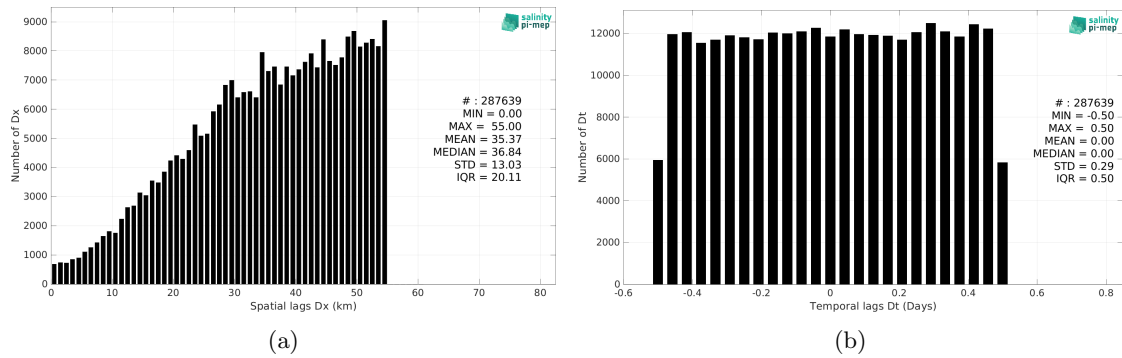 9000
8000
7000
6000
5000
4000
3000
2000
1000
0
Number of Dx
salinity
pi-mep
# : 287639
MIN = 0.00
MAX = 55.00
MEAN = 35.37
MEDIAN = 36.84
STD = 13.03
IQR = 20.11
0 10 20 30 40 50 60 70 80
Spatial lags Dx (km)
(a)
12000
10000
8000
6000
4000
2000
0
Number of Dt
salinity
pi-mep
# : 287639
MIN = -0.50
MAX = 0.50
MEAN = 0.00
MEDIAN = 0.00
STD = 0.29
IQR = 0.50
-0.6 -0.4 -0.2 0 0.2 0.4 0.6 0.8
Temporal lags Dt (Days)
(b)